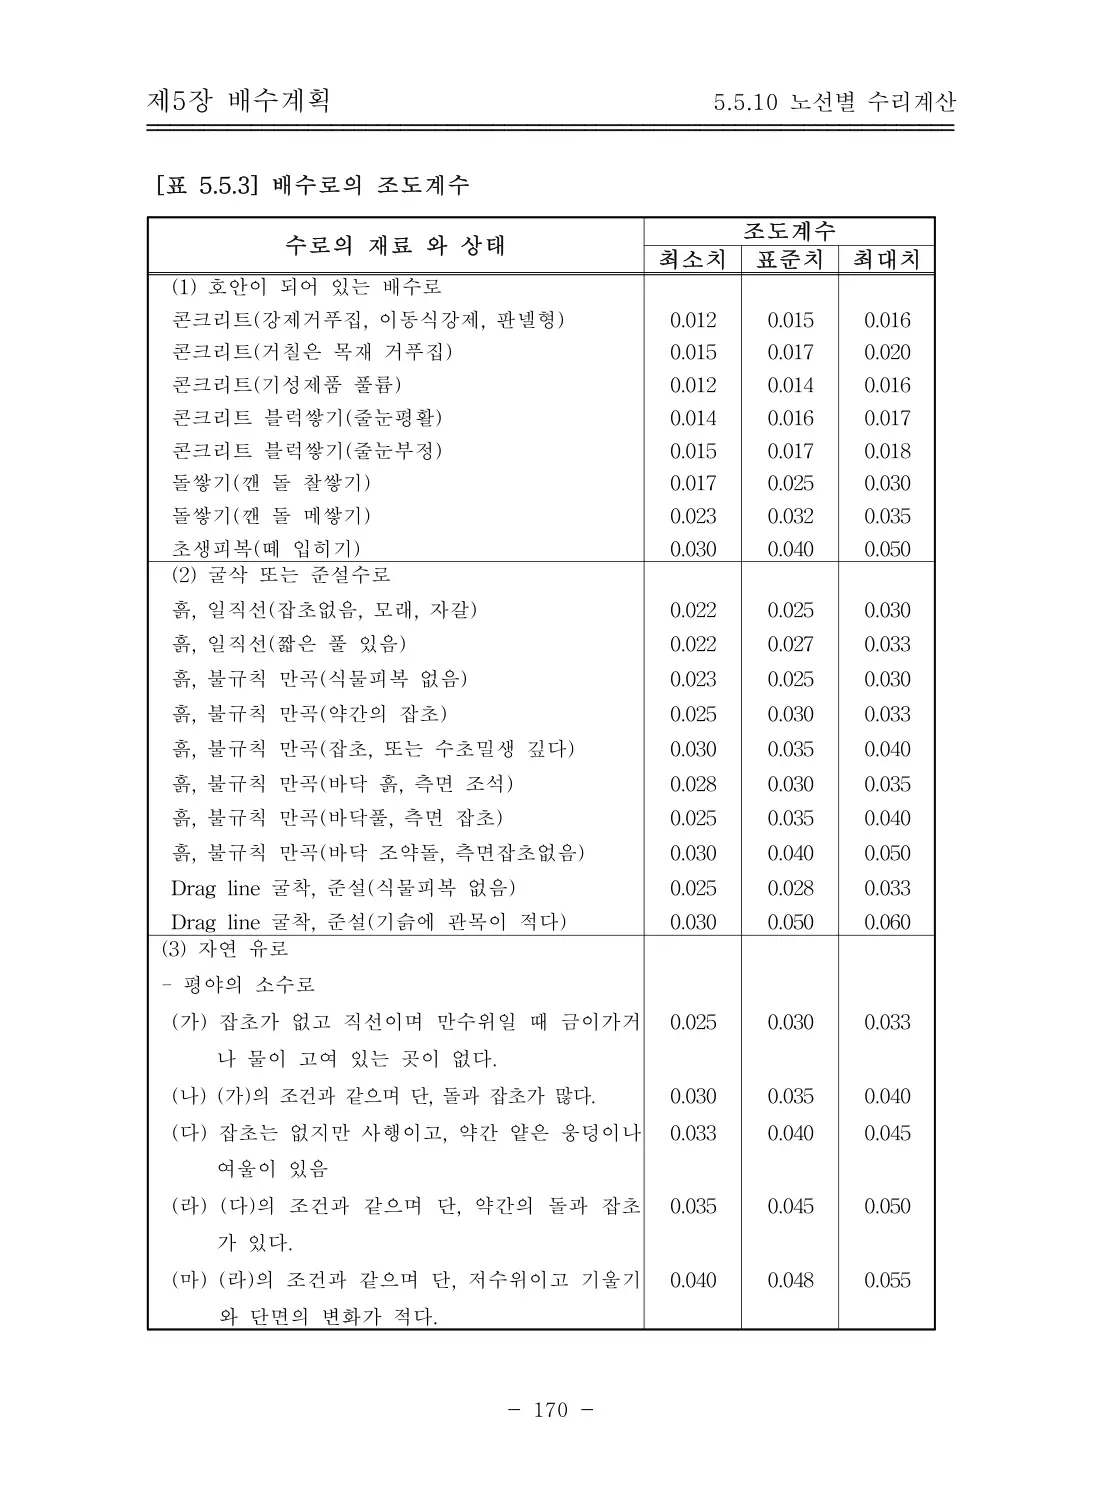 제5장 배수계획 5.5.10 노선별 수리계산
[표 5.5.3] 배수로의 조도계수
수로의 재료 와 상태 조도계수
최소치 표준치 최대치
(1) 호안이 되어 있는 배수로
콘크리트(강제거푸집, 이동식강제, 판넬형) 0.012 0.015 0.016
콘크리트(거칠은 목재 거푸집) 0.015 0.017 0.020
콘크리트(기성제품 풀륨) 0.012 0.014 0.016
콘크리트 블럭쌓기(줄눈평활) 0.014 0.016 0.017
콘크리트 블럭쌓기(줄눈부정) 0.015 0.017 0.018
돌쌓기(깬 돌 찰쌓기) 0.017 0.025 0.030
돌쌓기(깬 돌 메쌓기) 0.023 0.032 0.035
초생피복(떼 입히기) 0.030 0.040 0.050
(2) 굴삭 또는 준설수로
흙, 일직선(잡초없음, 모래, 자갈) 0.022 0.025 0.030
흙, 일직선(짧은 풀 있음) 0.022 0.027 0.033
흙, 불규칙 만곡(식물피복 없음) 0.023 0.025 0.030
흙, 불규칙 만곡(약간의 잡초) 0.025 0.030 0.033
흙, 불규칙 만곡(잡초, 또는 수초밀생 깊다) 0.030 0.035 0.040
흙, 불규칙 만곡(바닥 흙, 측면 조석) 0.028 0.030 0.035
흙, 불규칙 만곡(바닥풀, 측면 잡초) 0.025 0.035 0.040
흙, 불규칙 만곡(바닥 조약돌, 측면잡초없음) 0.030 0.040 0.050
Drag line 굴착, 준설(식물피복 없음) 0.025 0.028 0.033
Drag line 굴착, 준설(기슭에 관목이 적다) 0.030 0.050 0.060
(3) 자연 유로
- 평야의 소수로
(가) 잡초가 없고 직선이며 만수위일 때 금이가거 0.025 0.030 0.033
나 물이 고여 있는 곳이 없다.
(나) (가)의 조건과 같으며 단, 돌과 잡초가 많다. 0.030 0.035 0.040
(다) 잡초는 없지만 사행이고, 약간 얕은 웅덩이나 0.033 0.040 0.045
여울이 있음
(라) (다)의 조건과 같으며 단, 약간의 돌과 잡초 0.035 0.045 0.050
가 있다.
(마) (라)의 조건과 같으며 단, 저수위이고 기울기 0.040 0.048 0.055
와 단면의 변화가 적다.
- 170 -